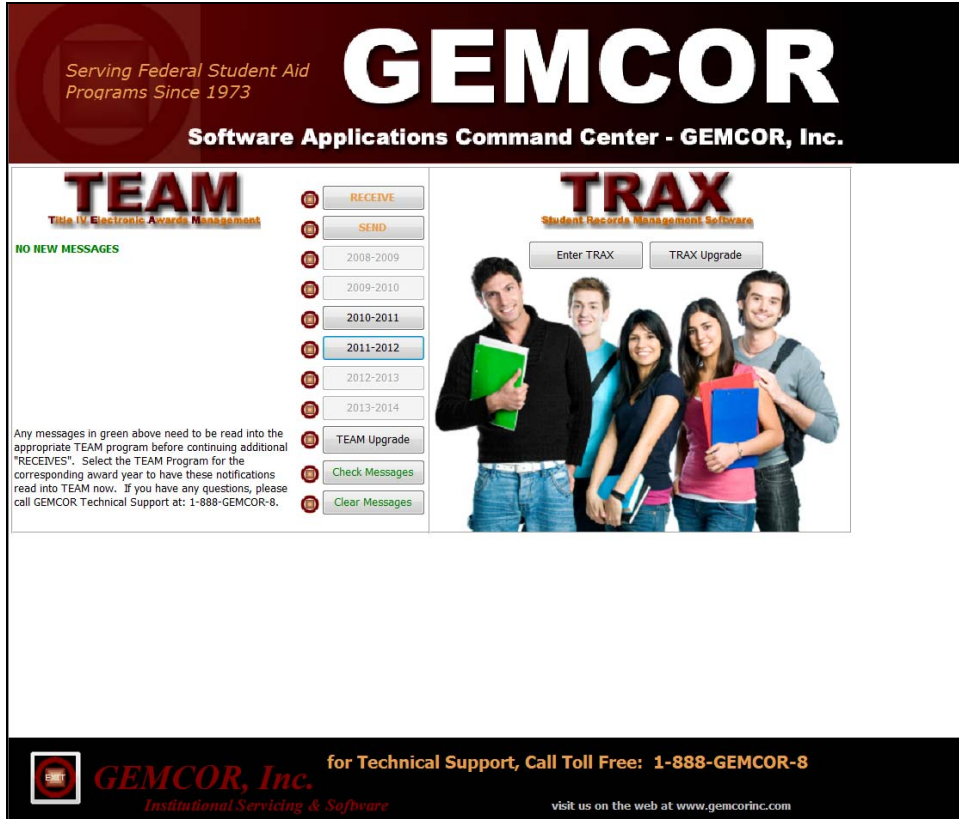 Serving Federal Student Aid
Programs Since 1973
GEMCOR
Software Applications Command Center - GEMCOR, Inc.
TEAM
Title IV Electronic Awards Management
NO NEW MESSAGES
RECEIVE
SEND
2008-2009
2009-2010
2010-2011
2011-2012
2012-2013
2013-2014
TEAM Upgrade
Check Messages
Clear Messages
Any messages in green above need to be read into the
appropriate TEAM program before continuing additional
"RECEIVES". Select the TEAM Program for the
corresponding award year to have these notifications
read into TEAM now. If you have any questions, please
call GEMCOR Technical Support at: 1-888-GEMCOR-8.
TRAX
Student Records Management Software
Enter TRAX
TRAX Upgrade
EXIT
GEMCOR, Inc.
Institutional Servicing & Software
for Technical Support, Call Toll Free: 1-888-GEMCOR-8
visit us on the web at www.gemcorinc.com